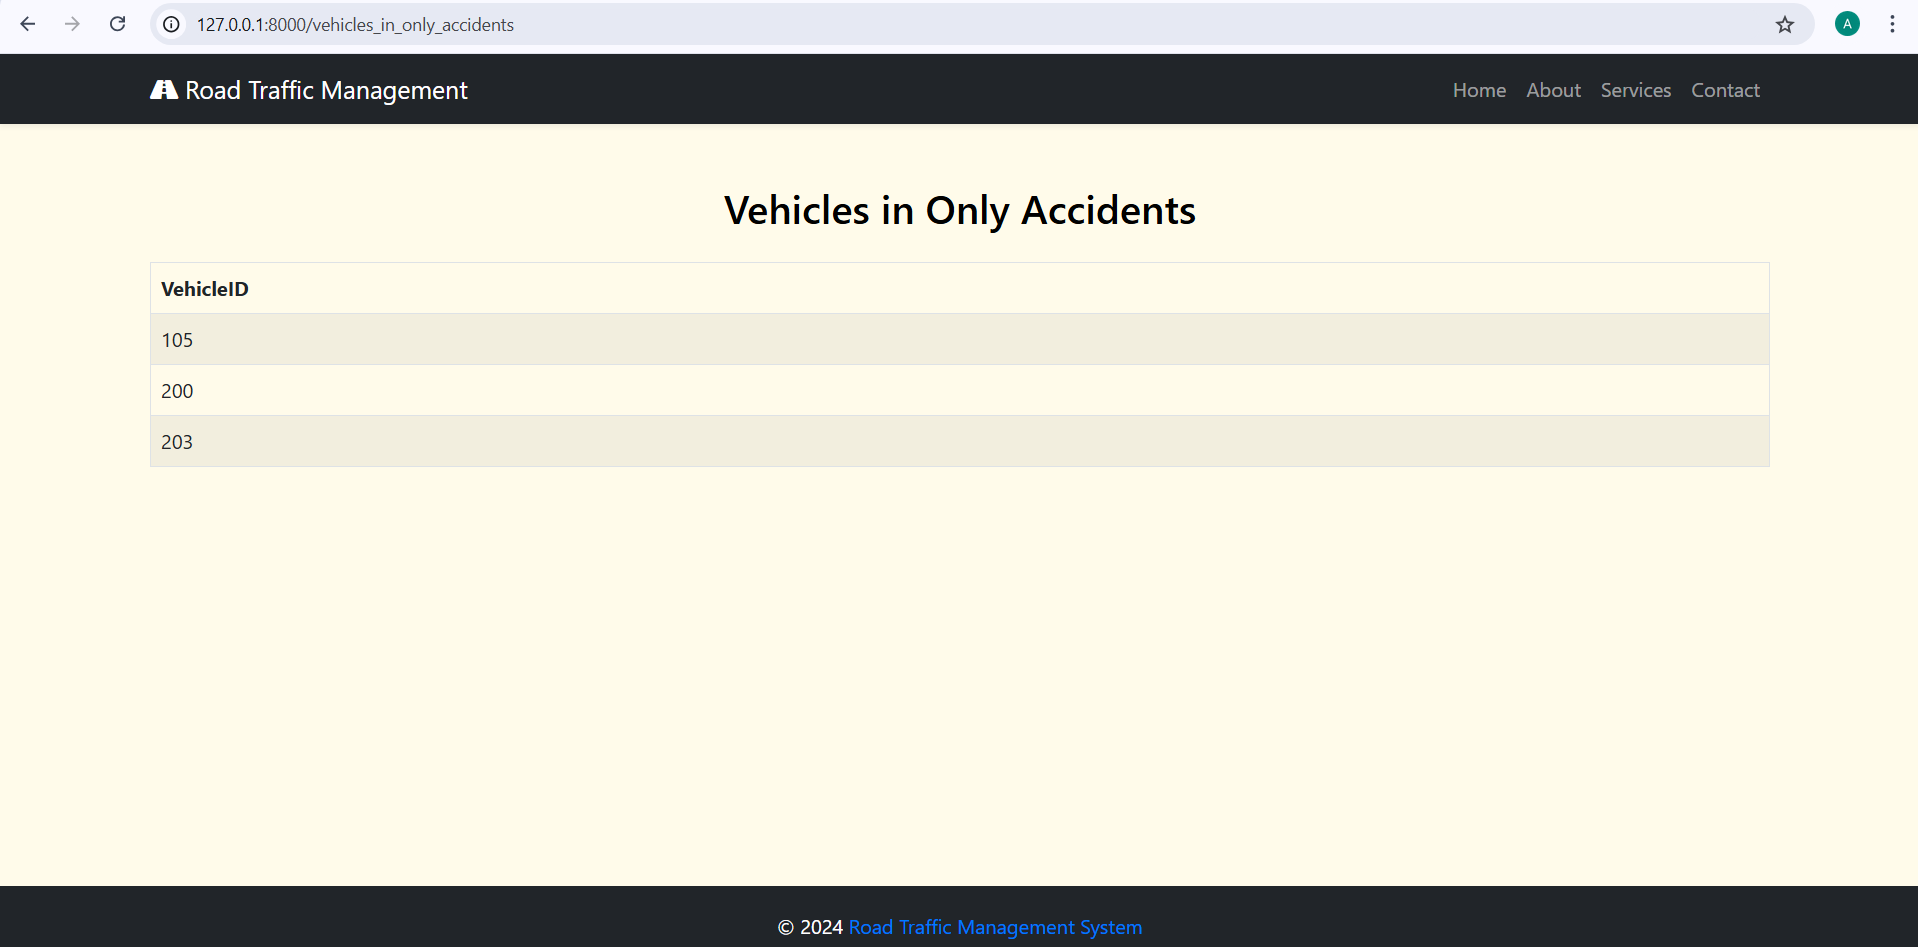 127.0.0.1:8000/vehicles_in_only_accidents
A
Road Traffic Management
Home About Services Contact
Vehicles in Only Accidents
VehicleID
105
200
203
© 2024 Road Traffic Management System